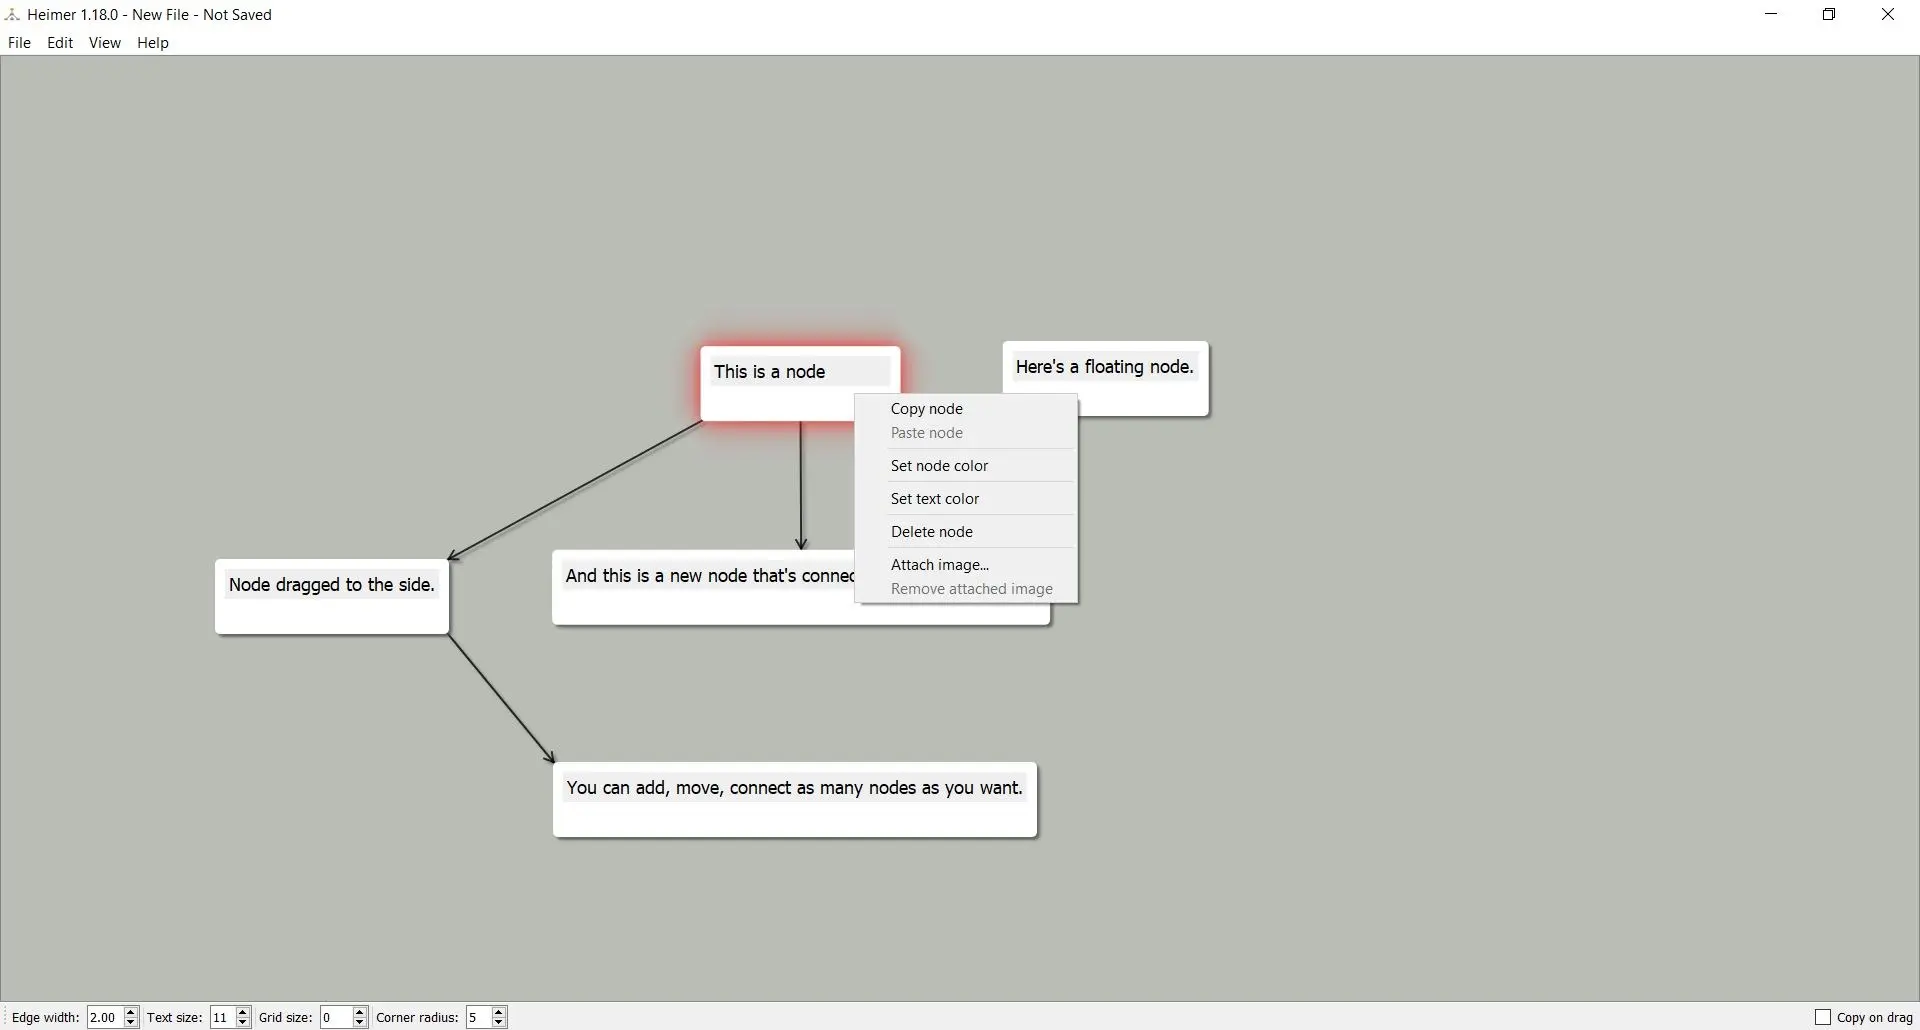 Heimer 1.18.0 - New File - Not Saved
File Edit View Help
This is a node
Here's a floating node.
Copy node
Paste node
Set node color
Set text color
Delete node
Attach image...
Remove attached image
Node dragged to the side.
And this is a new node that's
You can add, move, connect as many nodes as you want.
Edge width: 2.00 Text size: 11 Grid size: 0 Corner radius: 5
Copy on drag